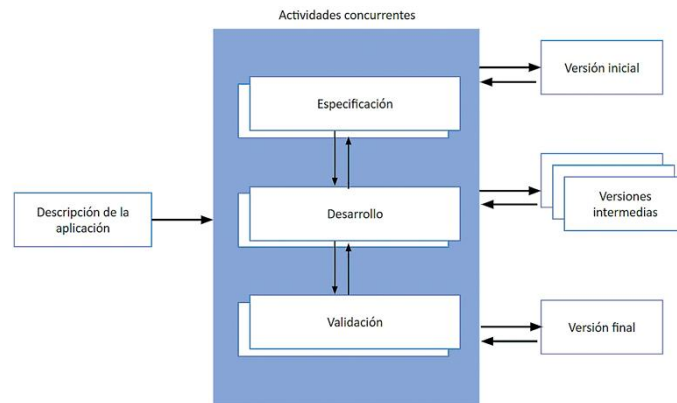 Actividades concurrentes
Versión inicial
Especificación
Descripción de la
aplicación
Desarrollo
Versiones
intermedias
Validación
Versión final